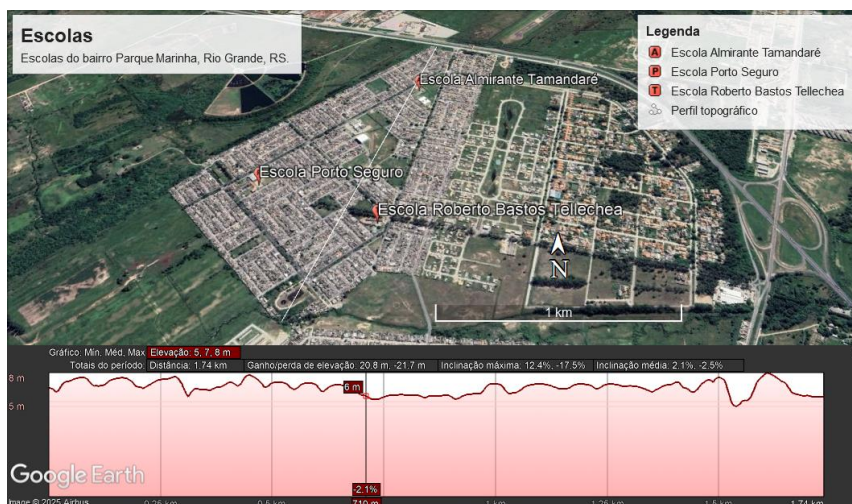 Escolas
Escolas do bairro Parque Marinha, Rio Grande, RS.
Legenda
A Escola Almirante Tamandaré
P Escola Porto Seguro
T Escola Roberto Bastos Tellechea
Perfil topográfico
Escola Almirante Tamandaré
Escola Porto Seguro
Escola Roberto Bastos Tellechea
N
1 km
Gráfico: Mín. Méd. Máx Elevação: 5, 7, 8 m
Totais do período: Distância: 1.74 km Ganho/perda de elevação: 20.8 m, -21.7 m Inclinação máxima: 12.4%, -17.5% Inclinação média: 2.1%, -2.5%
8 m
6 m
5 m
Google Earth
-2.1%
Image © 2025 Airbus 0.25 km 0.5 km 710 m 1 km 1.25 km 1.5 km 1.74 km